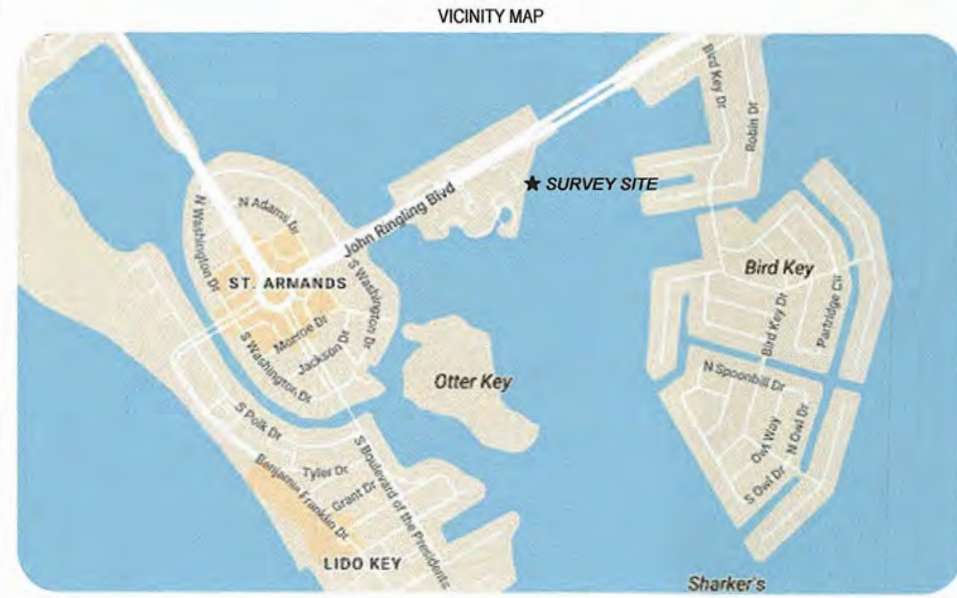 VICINITY MAP
Bird Key Dr
Robin Dr
★ SURVEY SITE
N Washington Dr
N Adams Dr
John Ringling Blvd
S Washington Dr
ST. ARMANDS
Bird Key
Partridge Cir
Bird Key Dr
Monroe Dr
Jackson Dr
S Washington Dr
Otter Key
N Spoonbill Dr
S Polk Dr
Owl Way
N Owl Dr
S Owl Dr
Tyler Dr
Grant Dr
Benjamin Franklin Dr
S Boulevard of the Presidents
LIDO KEY
Sharker's